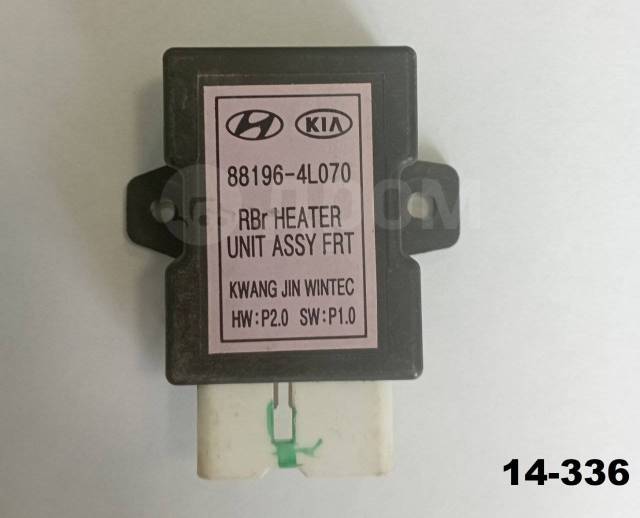 KIA
88196-4L070
RBr HEATER
UNIT ASSY FRT
KWANG JIN WINTEC
HW:P2.0 SW:P1.0
14-336